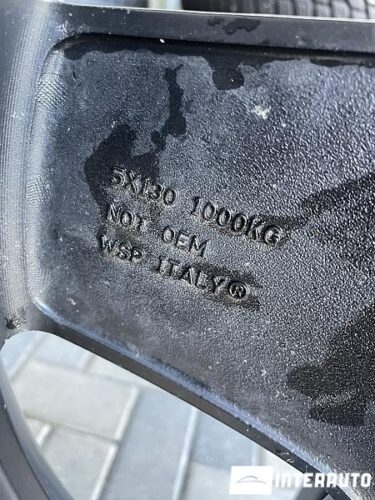 5X130 1000KG
NOT OEM
WSP ITALY®
INTERAUTO